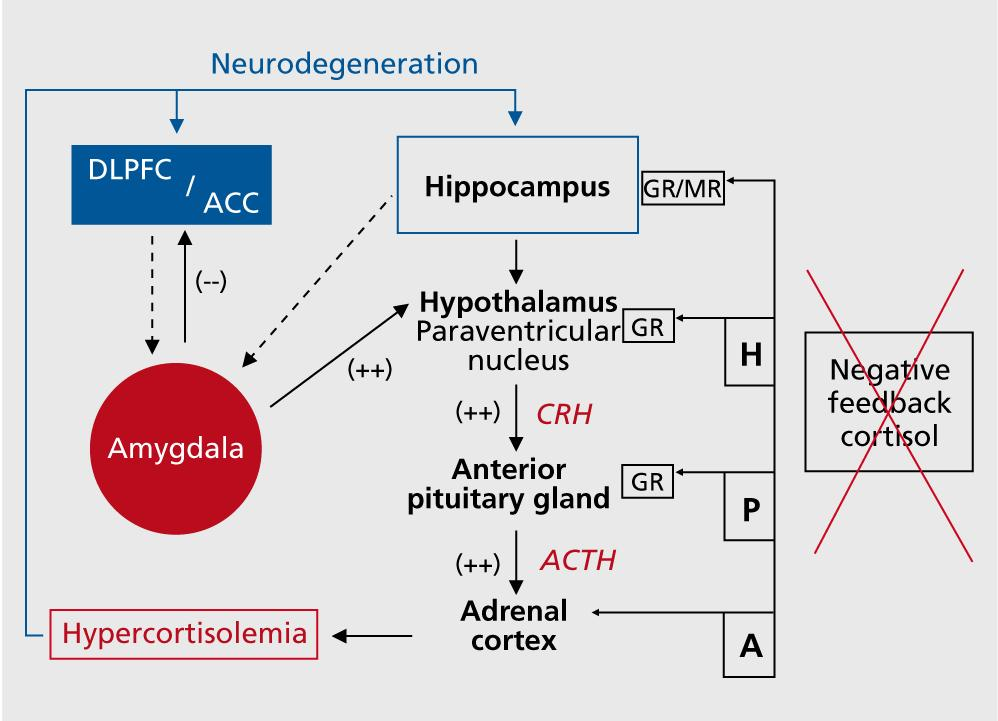 Neurodegeneration
DLPFC
/
ACC
Hippocampus
GR/MR
(--)
Hypothalamus
Paraventricular
nucleus
GR
H
(++)
Negative
feedback
cortisol
(++)
CRH
Amygdala
Anterior
pituitary gland
GR
P
(++)
ACTH
Adrenal
cortex
A
Hypercortisolemia